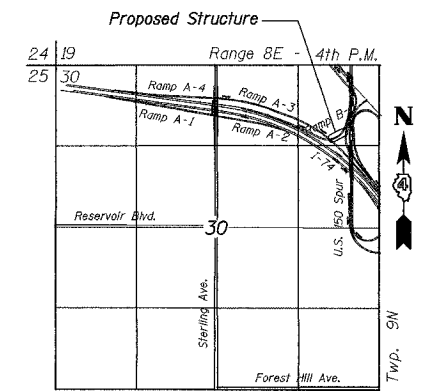 Proposed Structure
24 19
Range 8E - 4th P.M.
25 30
Ramp A-4
Ramp A-3
Ramp B-
Ramp A-1
Ramp A-2
I-74
N
4
U.S. 150 Spur
Reservoir Blvd.
30
Sterling Ave.
Twp. 9N
Forest Hill Ave.